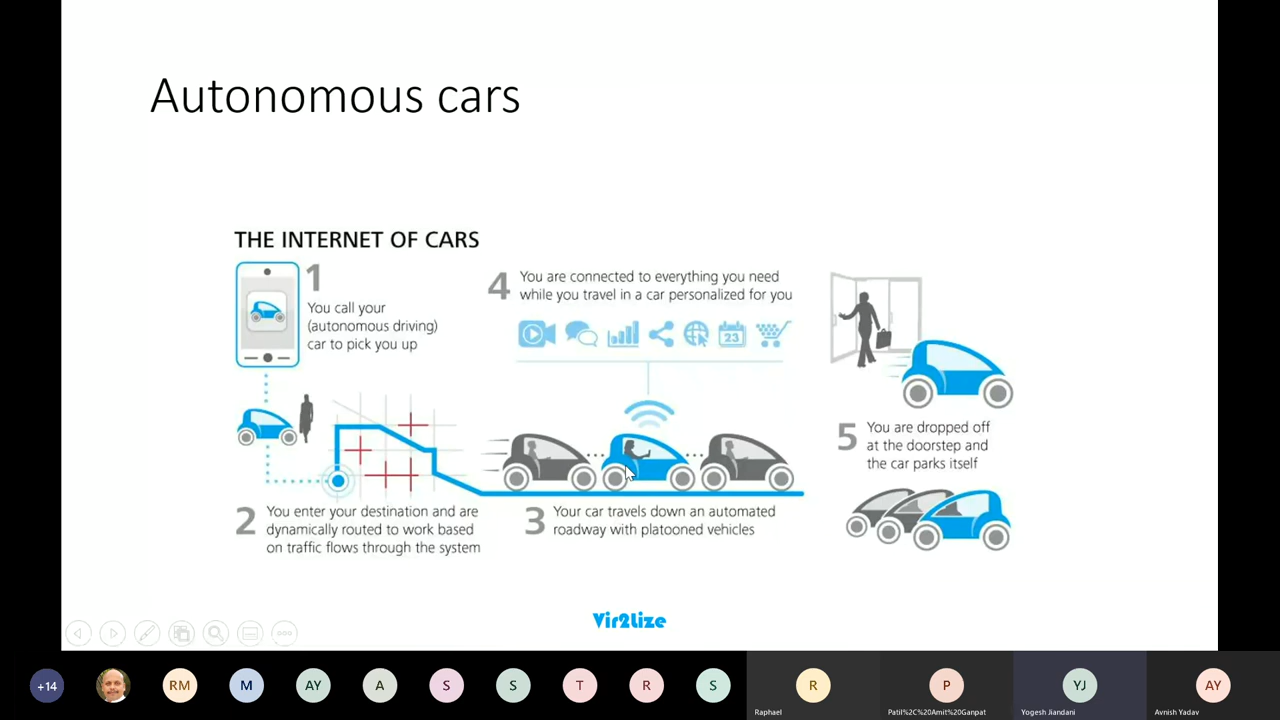 Autonomous cars
THE INTERNET OF CARS
1
You call your
(autonomous driving)
car to pick you up
2
You enter your destination and are
dynamically routed to work based
on traffic flows through the system
3
Your car travels down an automated
roadway with platooned vehicles
4
You are connected to everything you need
while you travel in a car personalized for you
23
5
You are dropped off
at the doorstep and
the car parks itself
Vir2Lize
+14
RM
M
AY
A
S
S
T
R
S
R
Raphael
P
Patil%2C%20Amit%20Ganpat
YJ
Yogesh Jiandani
AY
Avnish Yadav